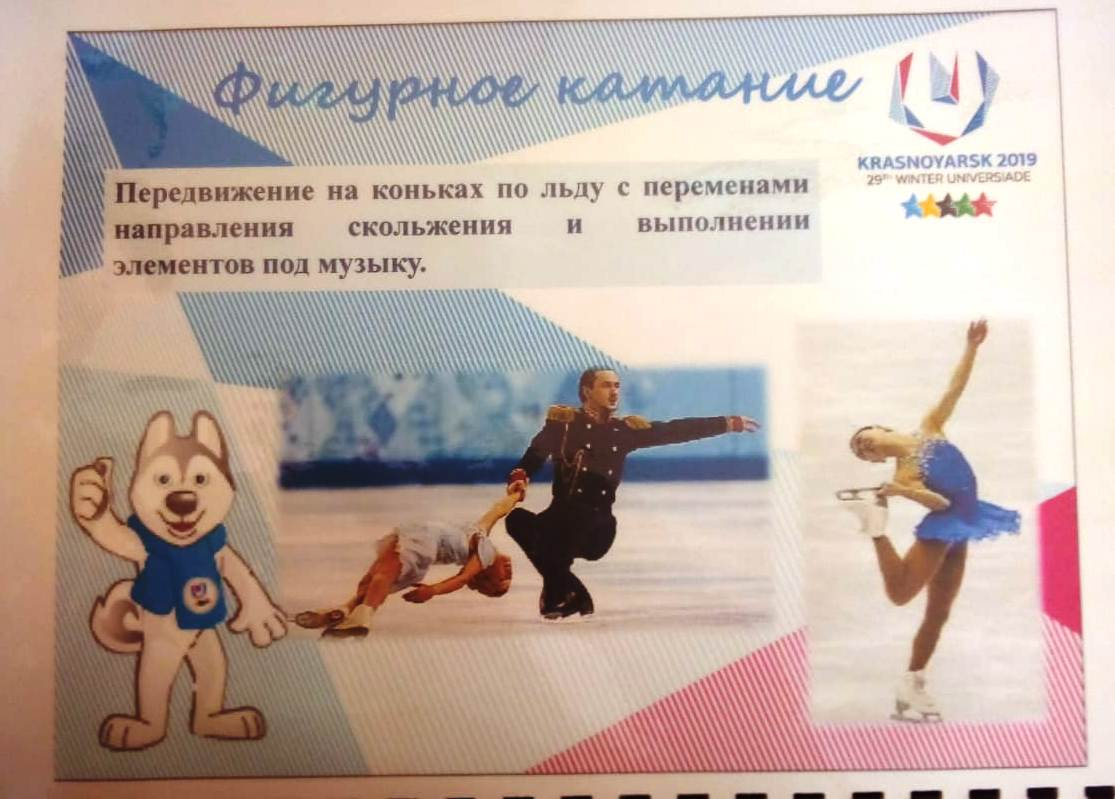 Фигурное катание
KRASNOYARSK 2019
29TH WINTER UNIVERSIADE
Передвижение на коньках по льду с переменами
направления скольжения и выполнении
элементов под музыку.